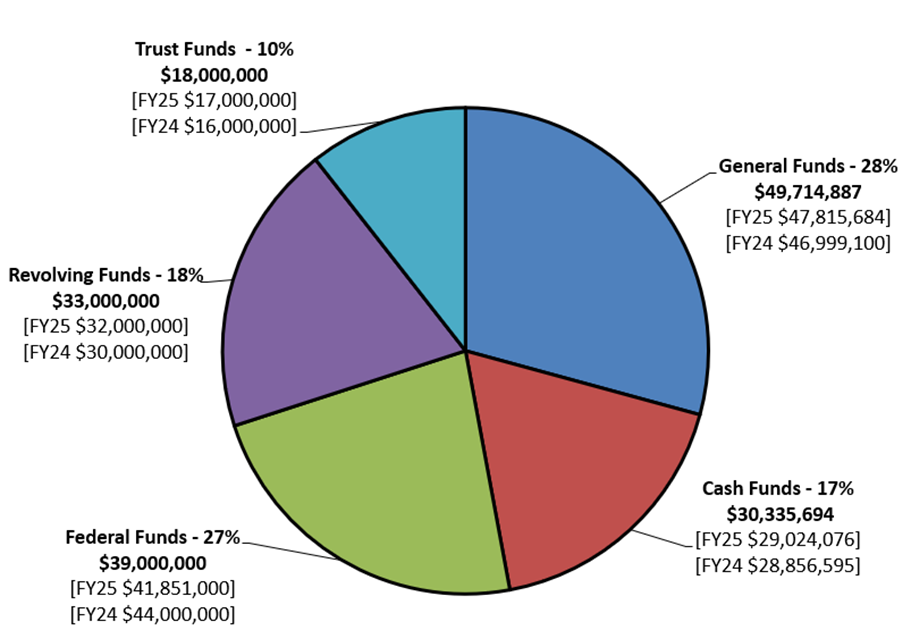 Trust Funds  - 10%
$18,000,000
[FY25 $17,000,000]
[FY24 $16,000,000]
General Funds - 28%
$49,714,887
[FY25 $47,815,684]
[FY24 $46,999,100]
Revolving Funds - 18%
$33,000,000
[FY25 $32,000,000]
[FY24 $30,000,000]
Cash Funds - 17%
$30,335,694
[FY25 $29,024,076]
[FY24 $28,856,595]
Federal Funds - 27%
$39,000,000
[FY25 $41,851,000]
[FY24 $44,000,000]